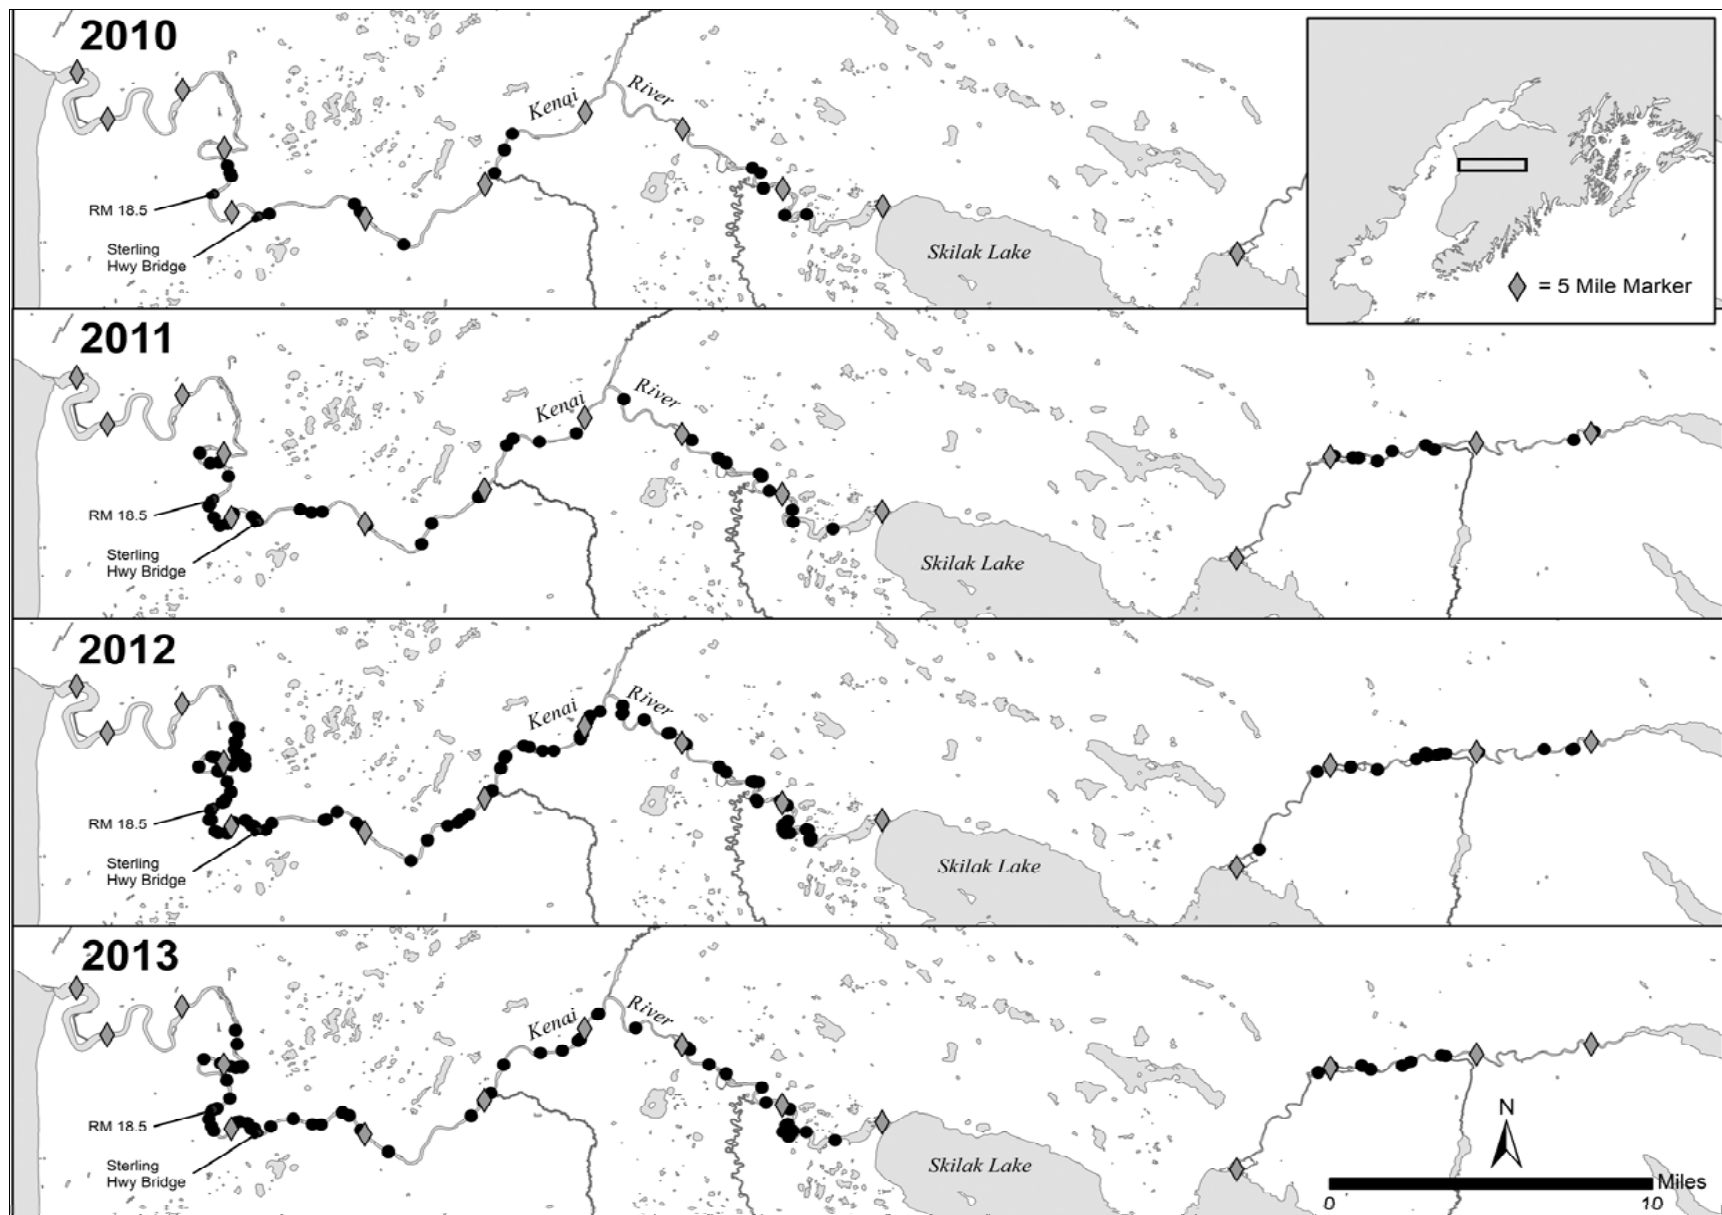 2010
Kenai
River
RM 18.5
Sterling
Hwy Bridge
Skilak Lake
= 5 Mile Marker
2011
Kenai
River
RM 18.5
Sterling
Hwy Bridge
Skilak Lake
2012
Kenai
River
RM 18.5
Sterling
Hwy Bridge
Skilak Lake
2013
Kenai
River
RM 18.5
Sterling
Hwy Bridge
Skilak Lake
N
Miles
0 10